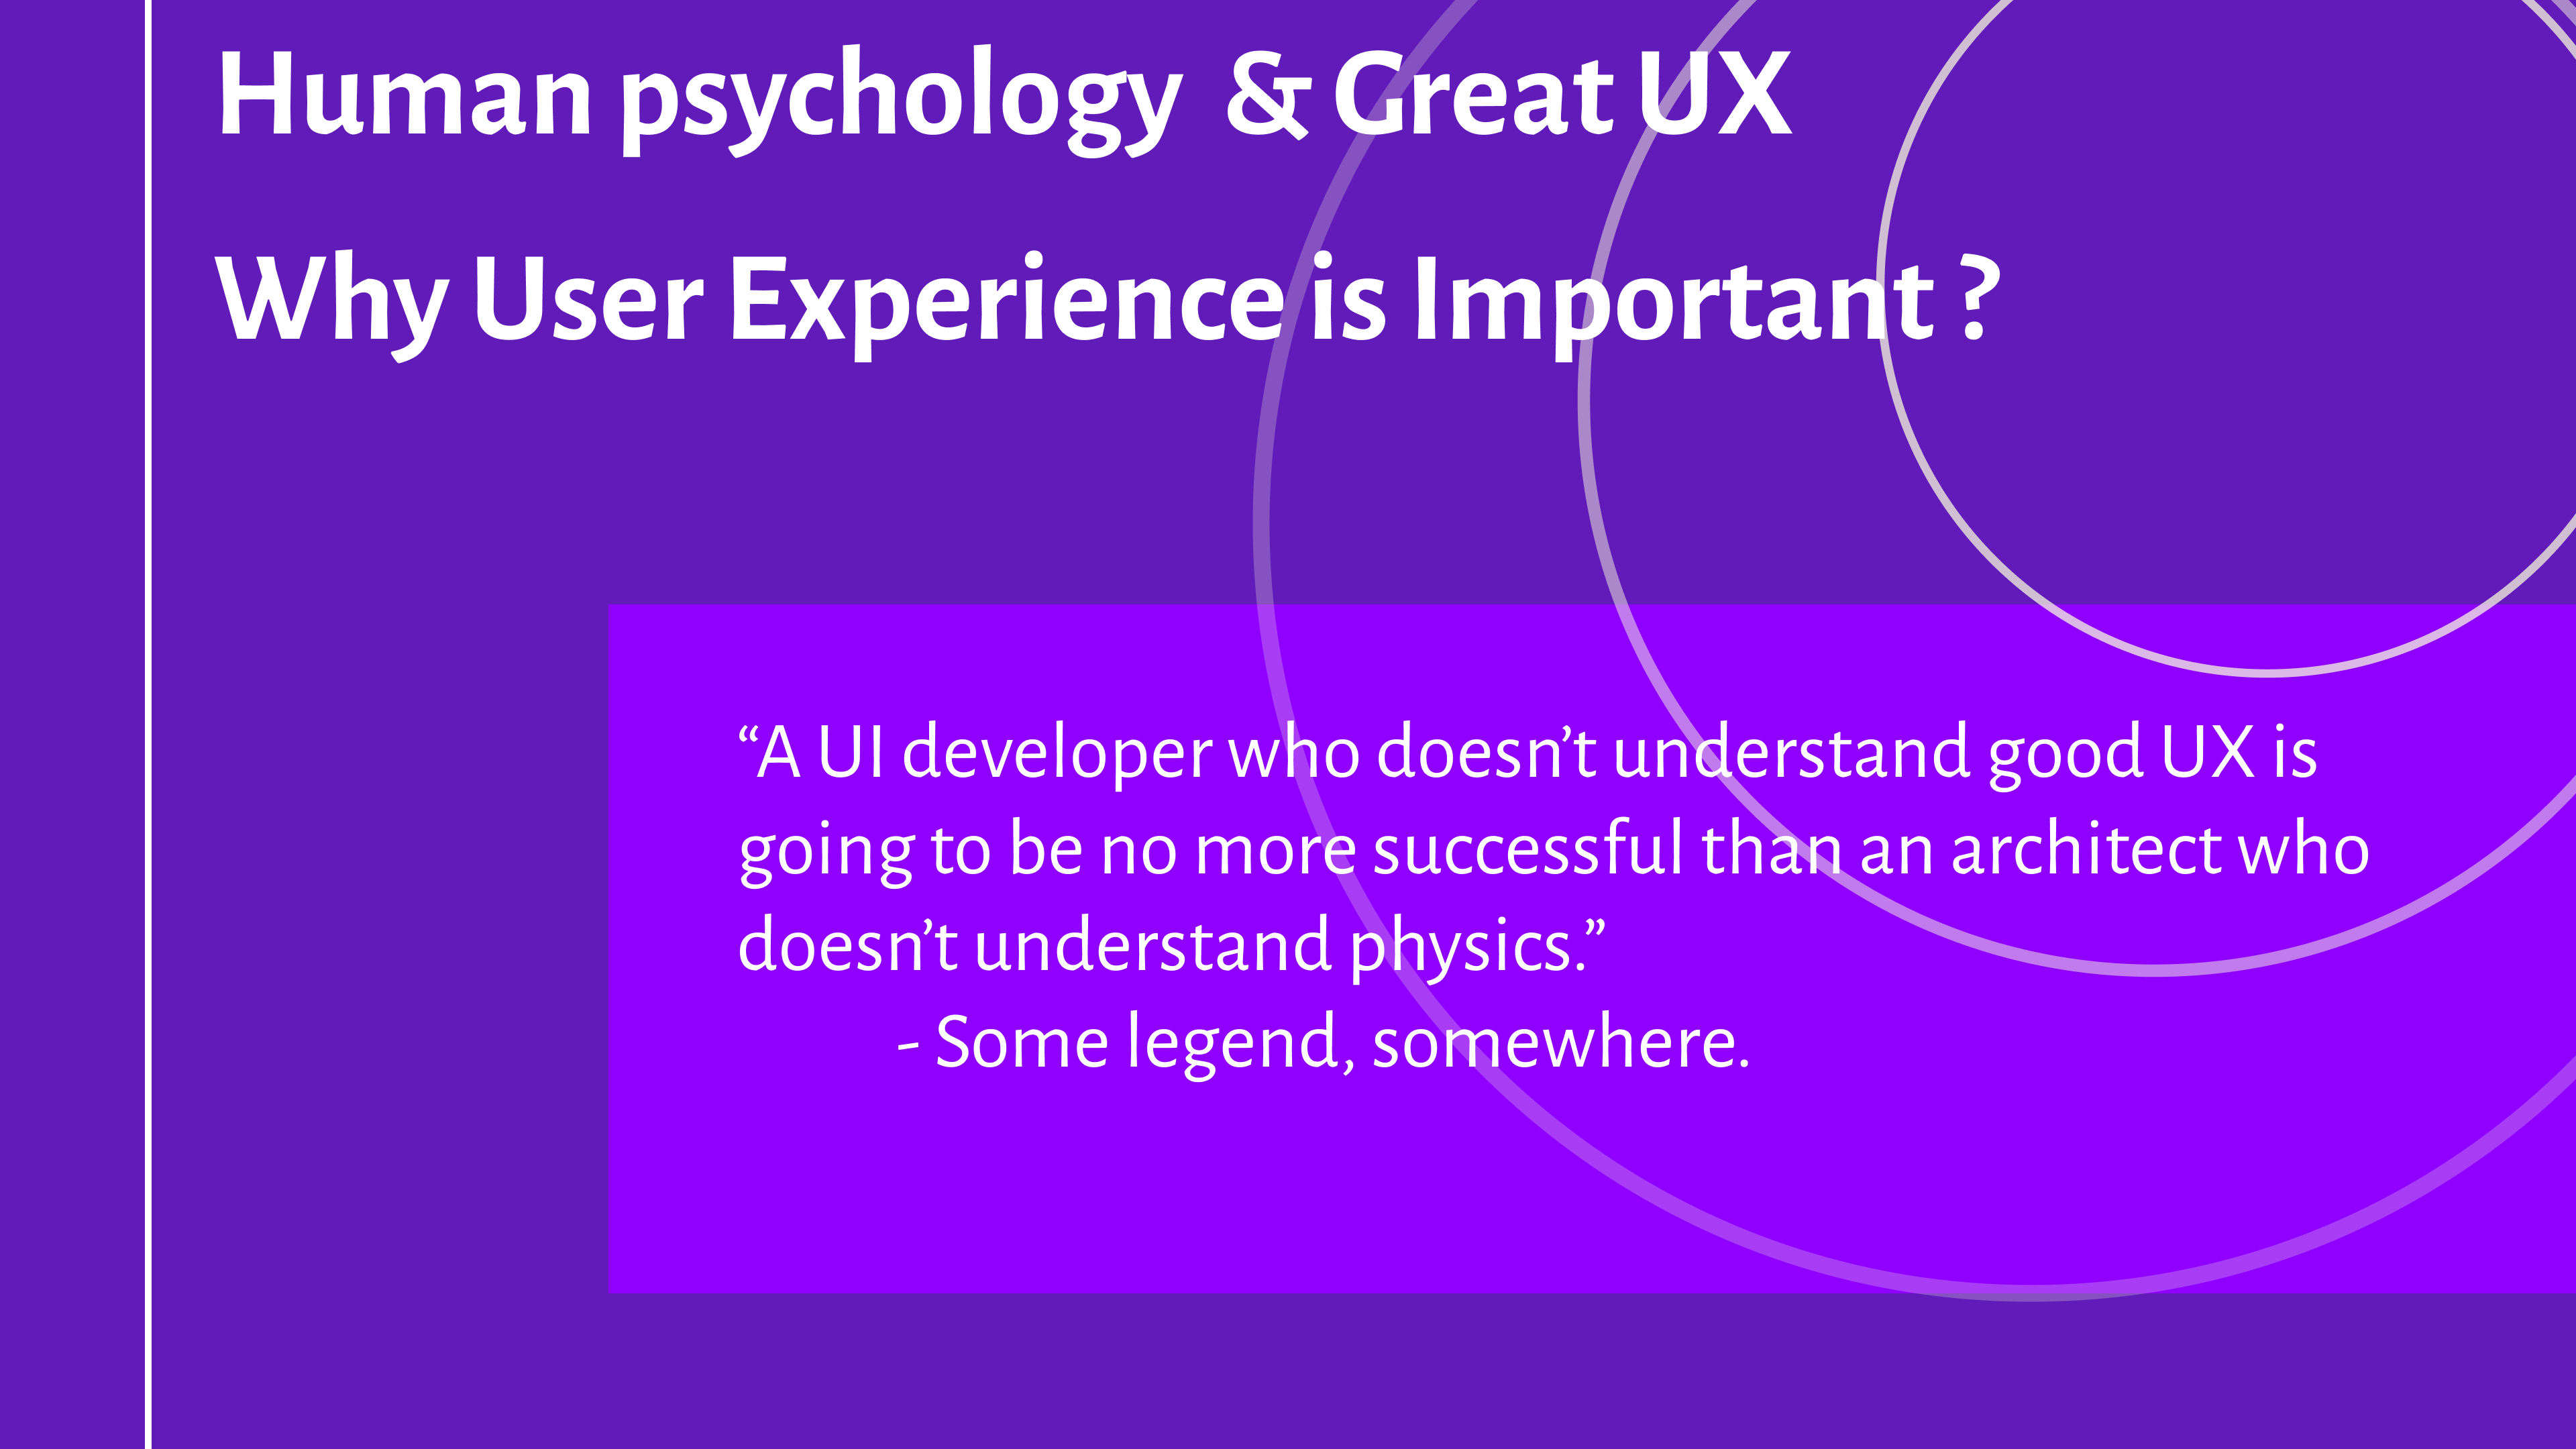 Human psychology  & Great UX
Why User Experience is Important ?
“A UI developer who doesn’t understand good UX is
going to be no more successful than an architect who
doesn’t understand physics.”
- Some legend, somewhere.